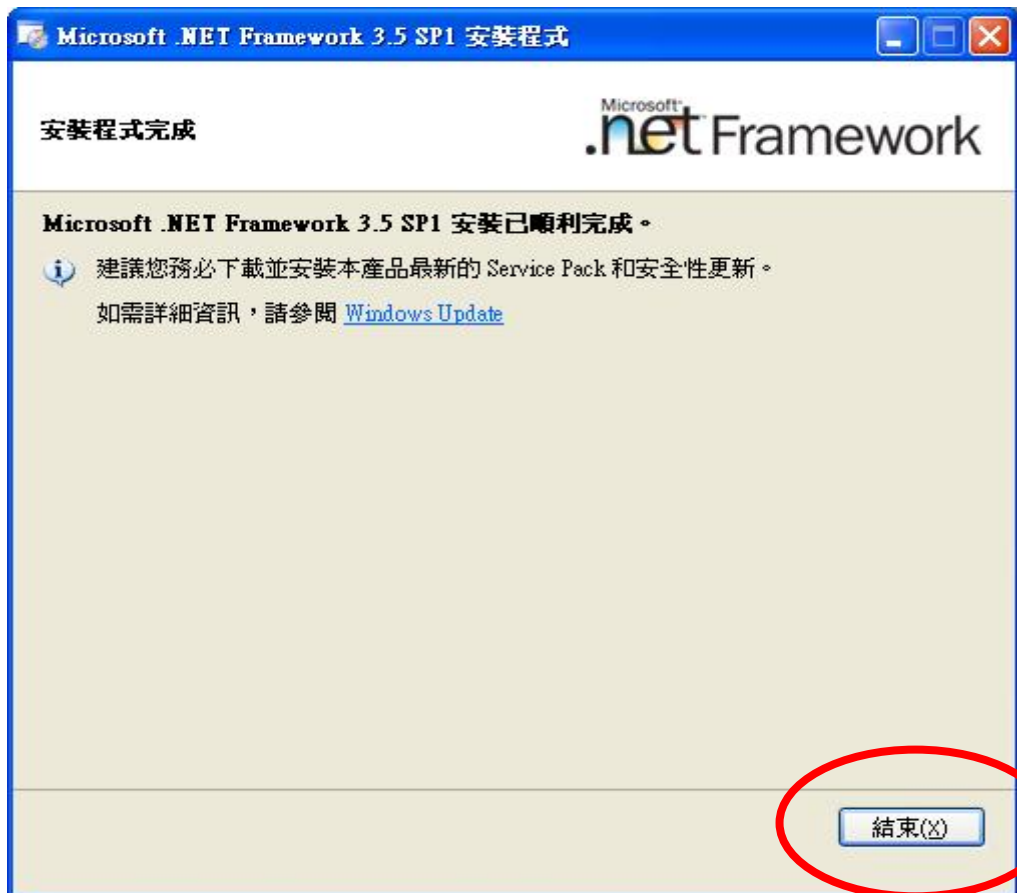 Microsoft .NET Framework 3.5 SP1 安裝程式
安裝程式完成
Microsoft .net Framework
Microsoft .NET Framework 3.5 SP1 安裝已順利完成。
建議您務必下載並安裝本產品最新的 Service Pack 和安全性更新。
如需詳細資訊，請參閱 Windows Update
結束(X)